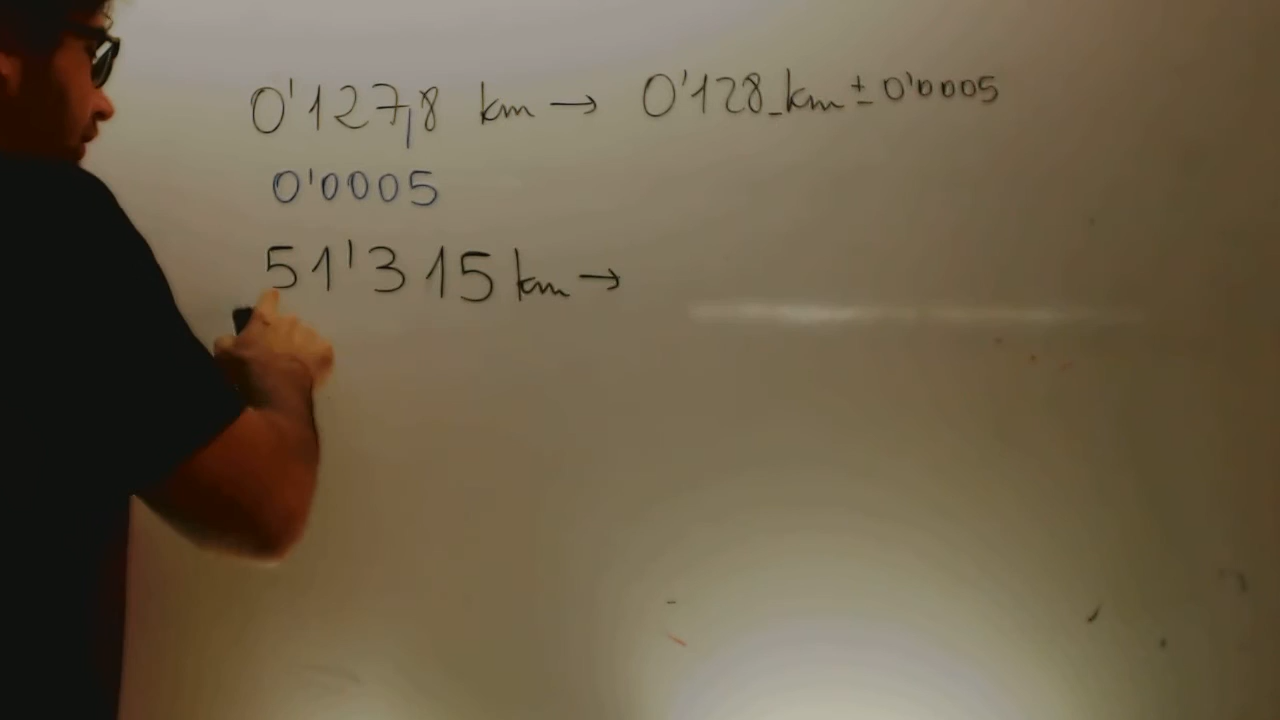 0'127,8 km → 0'128 km ± 0'0005
0'0005
51'315 km →